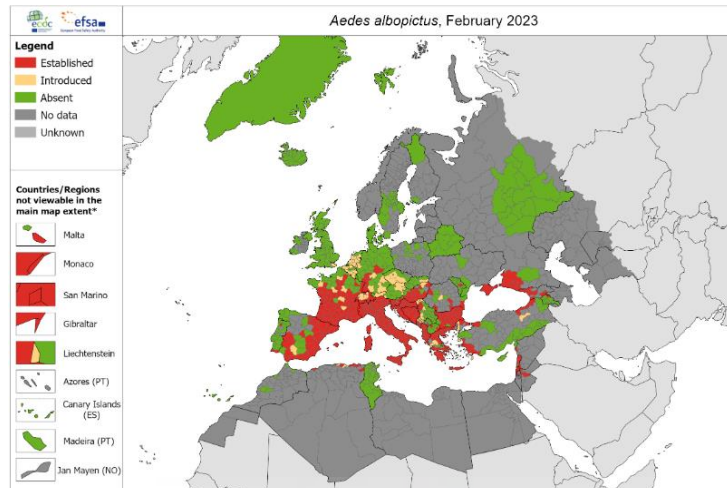 ecdc
efsa
European Food Safety Authority
Aedes albopictus, February 2023
Legend
Established
Introduced
Absent
No data
Unknown
Countries/Regions
not viewable in the
main map extent*
Malta
Monaco
San Marino
Gibraltar
Liechtenstein
Azores (PT)
Canary Islands
(ES)
Madeira (PT)
Jan Mayen (NO)